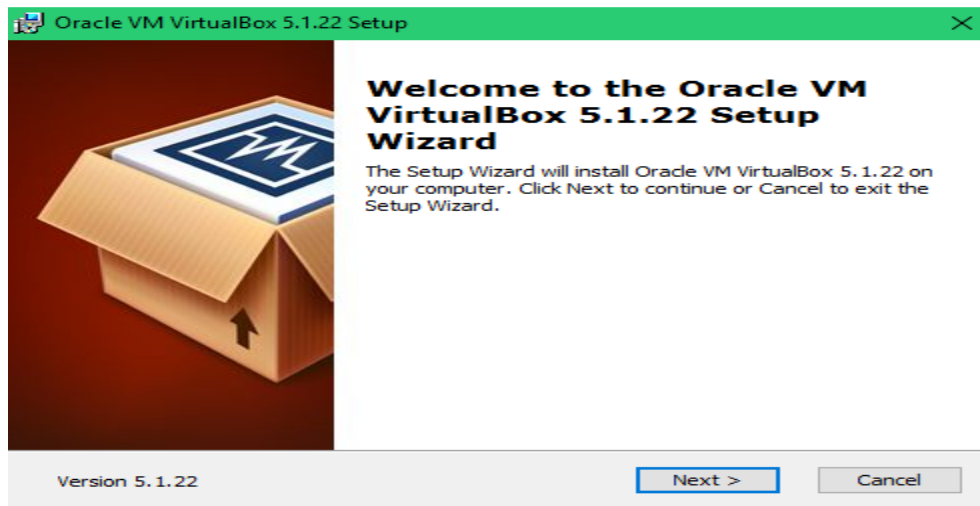 Oracle VM VirtualBox 5.1.22 Setup
Welcome to the Oracle VM
VirtualBox 5.1.22 Setup
Wizard
The Setup Wizard will install Oracle VM VirtualBox 5.1.22 on
your computer. Click Next to continue or Cancel to exit the
Setup Wizard.
Version 5.1.22
Next >
Cancel